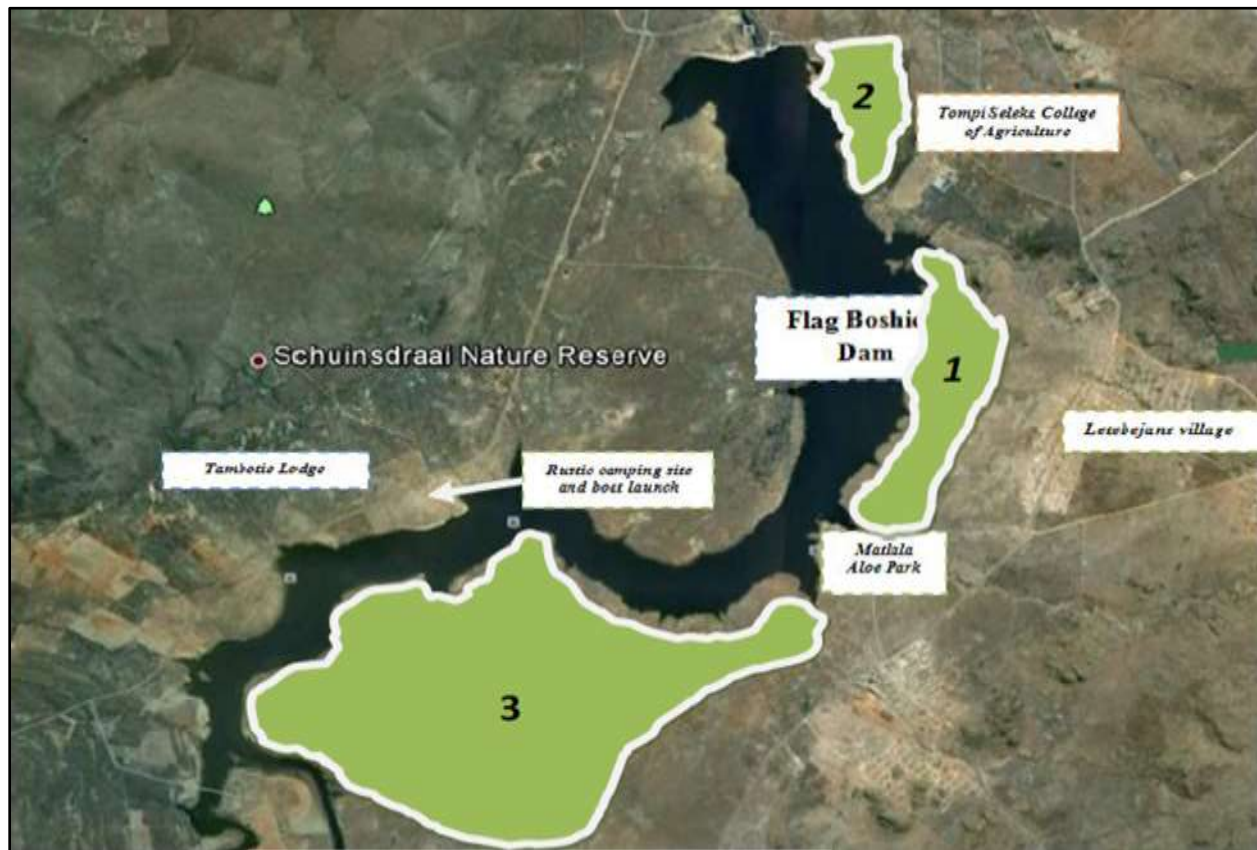 2
Tompi Seleka College
of Agriculture
Flag Boshie
Dam
1
Schuinsdraai Nature Reserve
Letebejane village
Tambotie Lodge
Rustic camping site
and boat launch
Matlala
Aloe Park
3